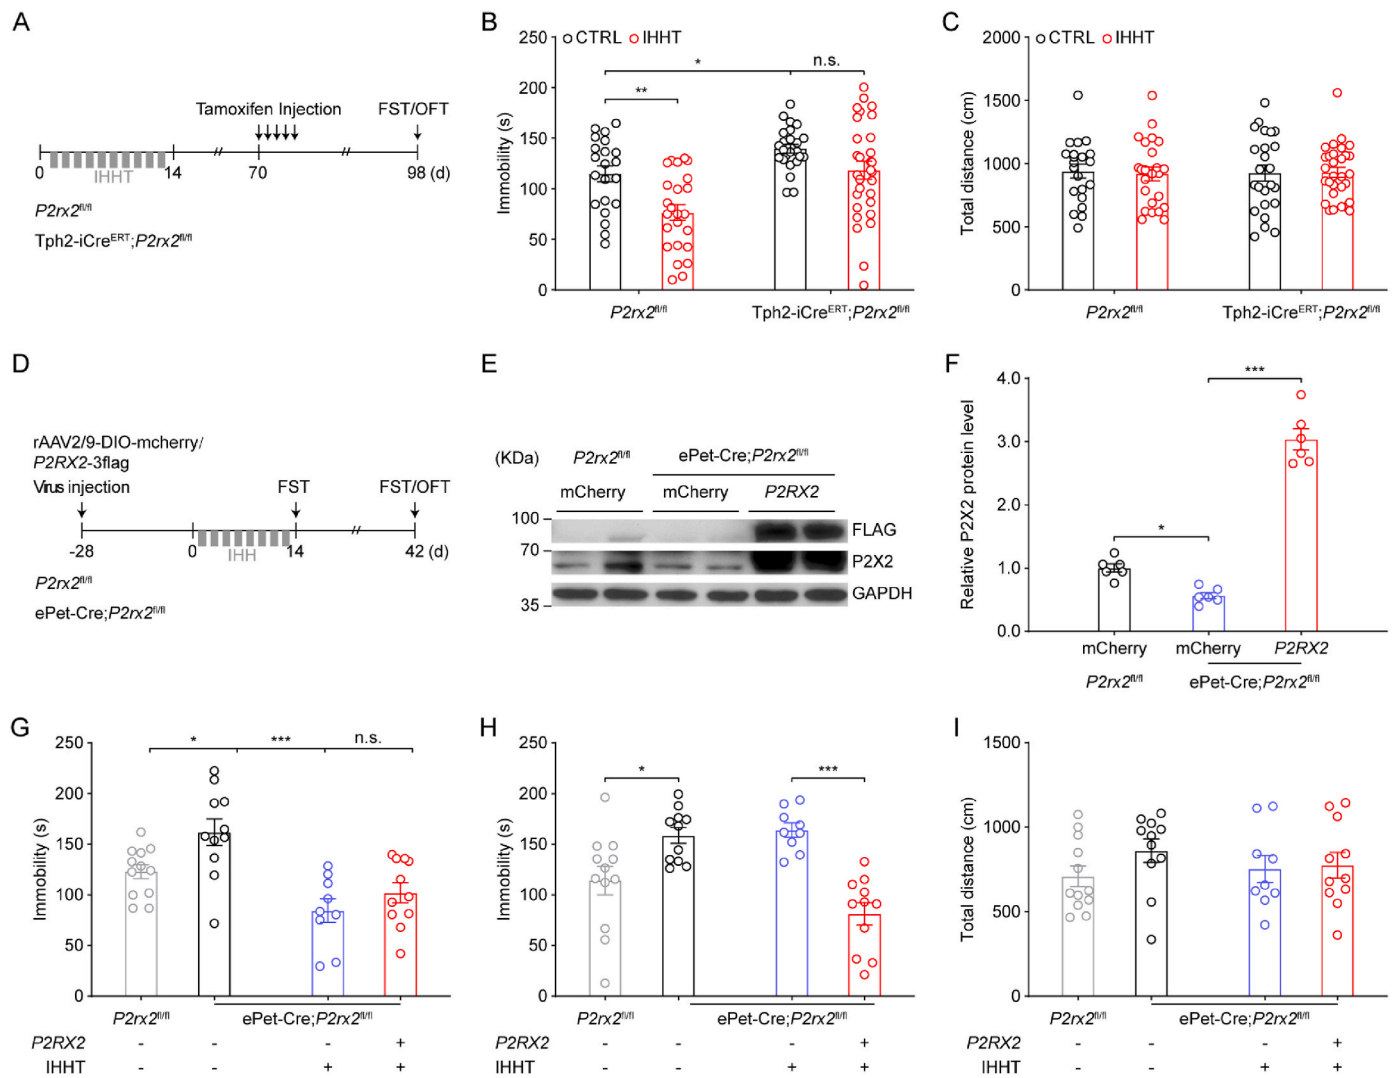 A
Tamoxifen Injection
FST/OFT
0
IHHT
14
70
98 (d)
P2rx2fl/fl
Tph2-iCreERT;P2rx2fl/fl
B
CTRL IHHT
Immobility (s)
250
200
150
100
50
0
*
**
n.s.
P2rx2fl/fl
Tph2-iCreERT;P2rx2fl/fl
C
CTRL IHHT
Total distance (cm)
2000
1500
1000
500
0
P2rx2fl/fl
Tph2-iCreERT;P2rx2fl/fl
D
rAAV2/9-DIO-mcherry/
P2RX2-3flag
Virus injection
FST
FST/OFT
-28
0
IHH
14
42 (d)
P2rx2fl/fl
ePet-Cre;P2rx2fl/fl
E
(KDa)
P2rx2fl/fl
ePet-Cre;P2rx2fl/fl
mCherry
mCherry
P2RX2
100
FLAG
70
P2X2
GAPDH
35
F
Relative P2X2 protein level
4.0
3.0
2.0
1.0
0.0
*
***
mCherry
mCherry
P2RX2
P2rx2fl/fl
ePet-Cre;P2rx2fl/fl
G
Immobility (s)
250
200
150
100
50
0
*
***
n.s.
P2rx2fl/fl
ePet-Cre;P2rx2fl/fl
P2RX2 - - +
IHHT - - + +
H
Immobility (s)
250
200
150
100
50
0
*
***
P2rx2fl/fl
ePet-Cre;P2rx2fl/fl
P2RX2 - - +
IHHT - - + +
I
Total distance (cm)
1500
1000
500
0
P2rx2fl/fl
ePet-Cre;P2rx2fl/fl
P2RX2 - - +
IHHT - - + +